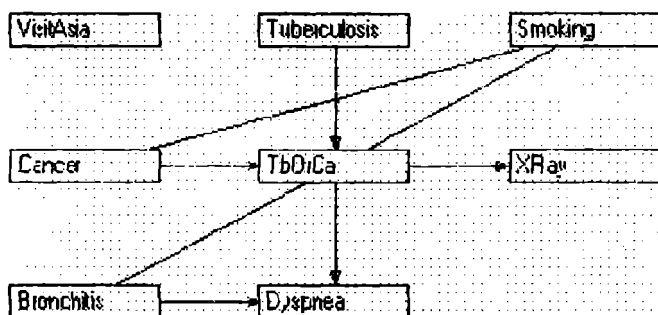 VisitAsia
Tuberculosis
Smoking
Cancer
TbOrCa
XRay
Bronchitis
Dyspnea